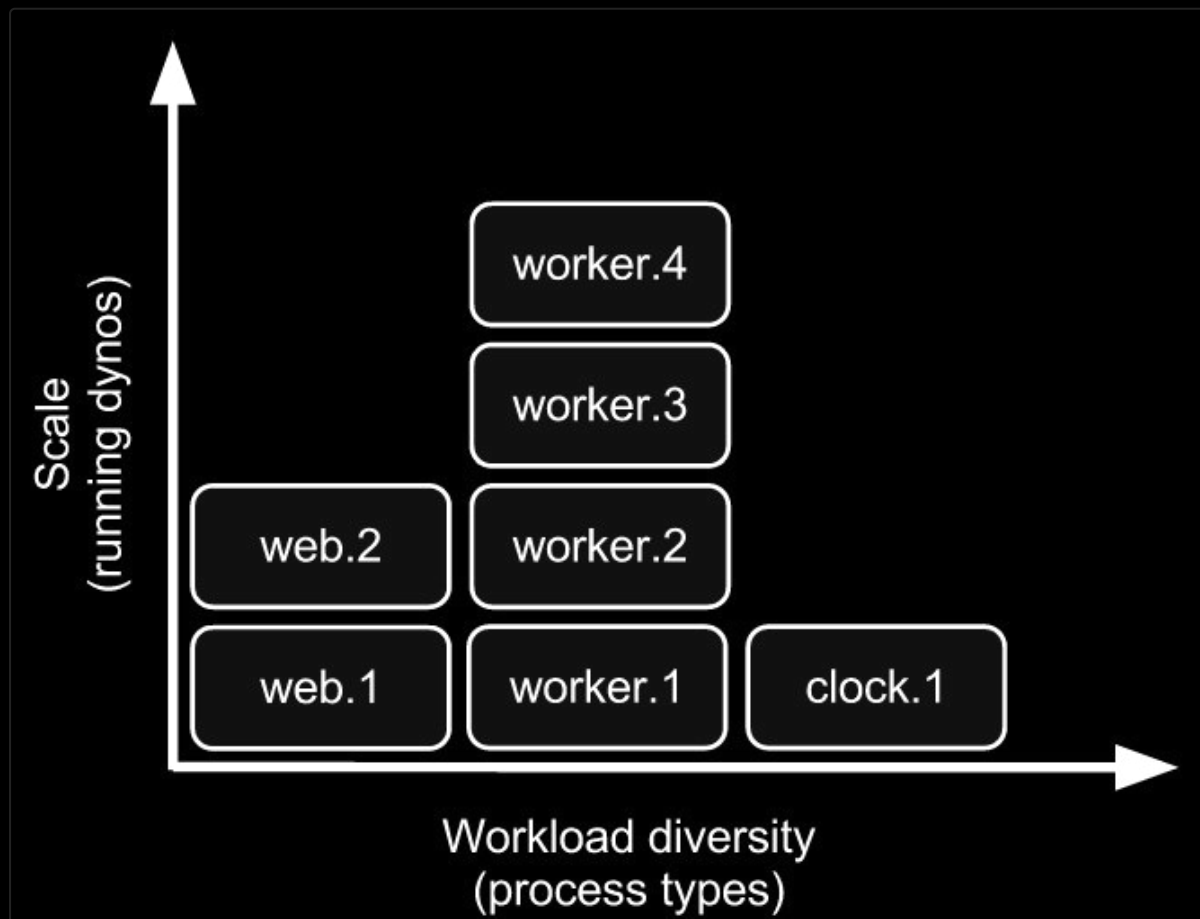 Scale
(running dynos)
worker.4
worker.3
web.2
worker.2
web.1
worker.1
clock.1
Workload diversity
(process types)